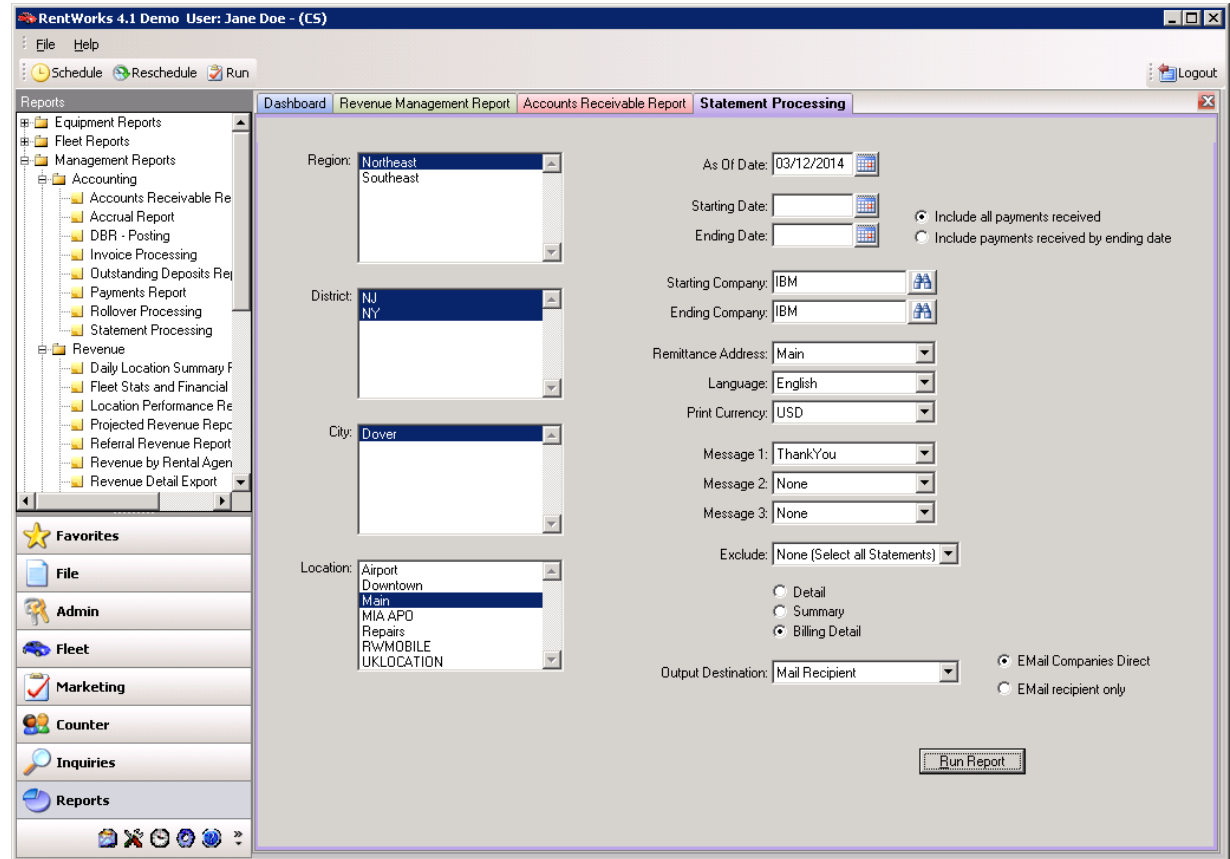 RentWorks 4.1 Demo User: Jane Doe - (CS)
File Help
Schedule Reschedule Run Logout
Reports
Equipment Reports
Fleet Reports
Management Reports
Accounting
Accounts Receivable Re
Accrual Report
DBR - Posting
Invoice Processing
Outstanding Deposits Rep
Payments Report
Rollover Processing
Statement Processing
Revenue
Daily Location Summary F
Fleet Stats and Financial
Location Performance Re
Projected Revenue Repo
Referral Revenue Report
Revenue by Rental Agen
Revenue Detail Export
Favorites
File
Admin
Fleet
Marketing
Counter
Inquiries
Reports
Dashboard Revenue Management Report Accounts Receivable Report Statement Processing
Region: Northeast
Southeast
District: NJ
NY
City: Dover
Location: Airport
Downtown
Main
MIA APO
Repairs
RWMOBILE
UKLOCATION
As Of Date: 03/12/2014
Starting Date:
Ending Date:
Include all payments received
Include payments received by ending date
Starting Company: IBM
Ending Company: IBM
Remittance Address: Main
Language: English
Print Currency: USD
Message 1: ThankYou
Message 2: None
Message 3: None
Exclude: None (Select all Statements)
Detail
Summary
Billing Detail
Output Destination: Mail Recipient
EMail Companies Direct
EMail recipient only
Run Report